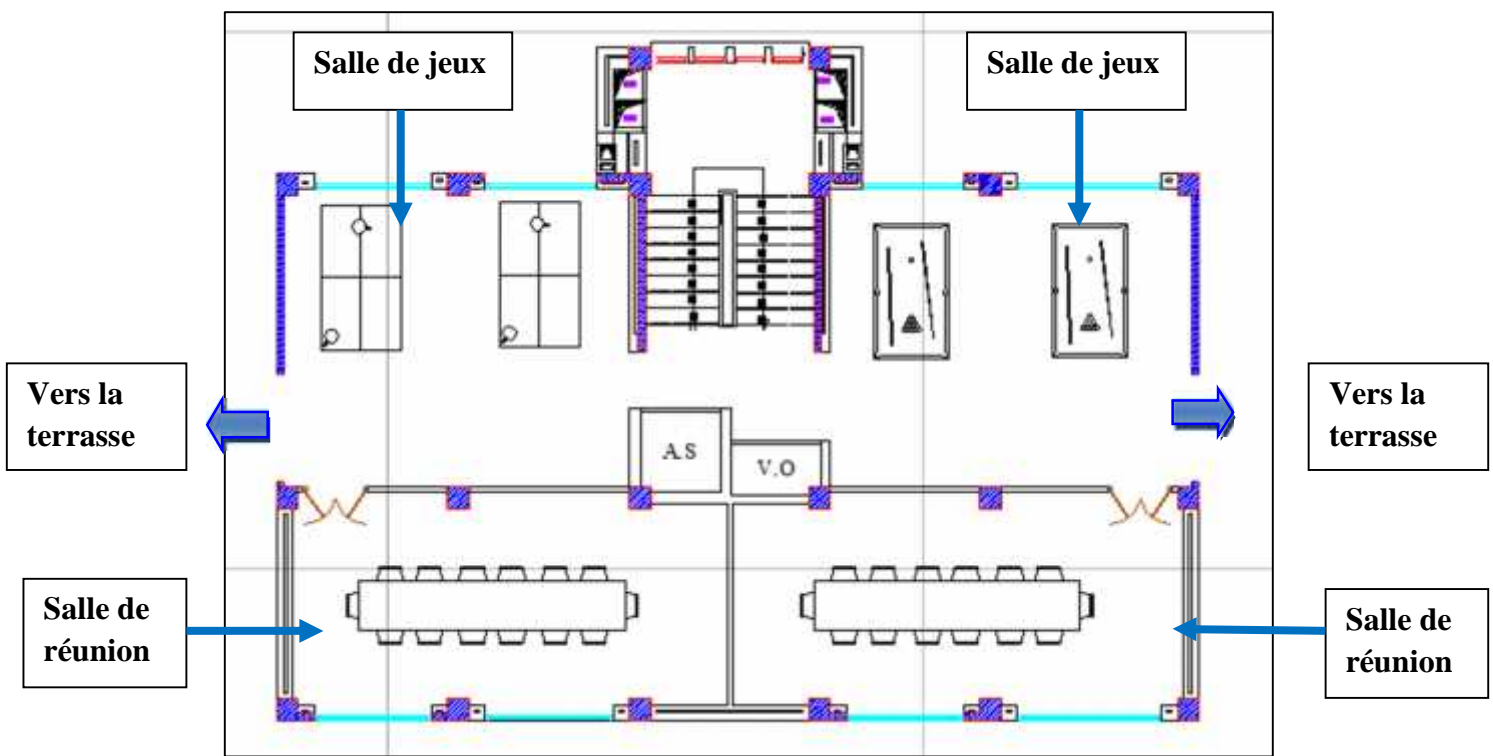 Salle de jeux
Salle de jeux
Vers la
terrasse
Vers la
terrasse
A.S
V.O
Salle de
réunion
Salle de
réunion